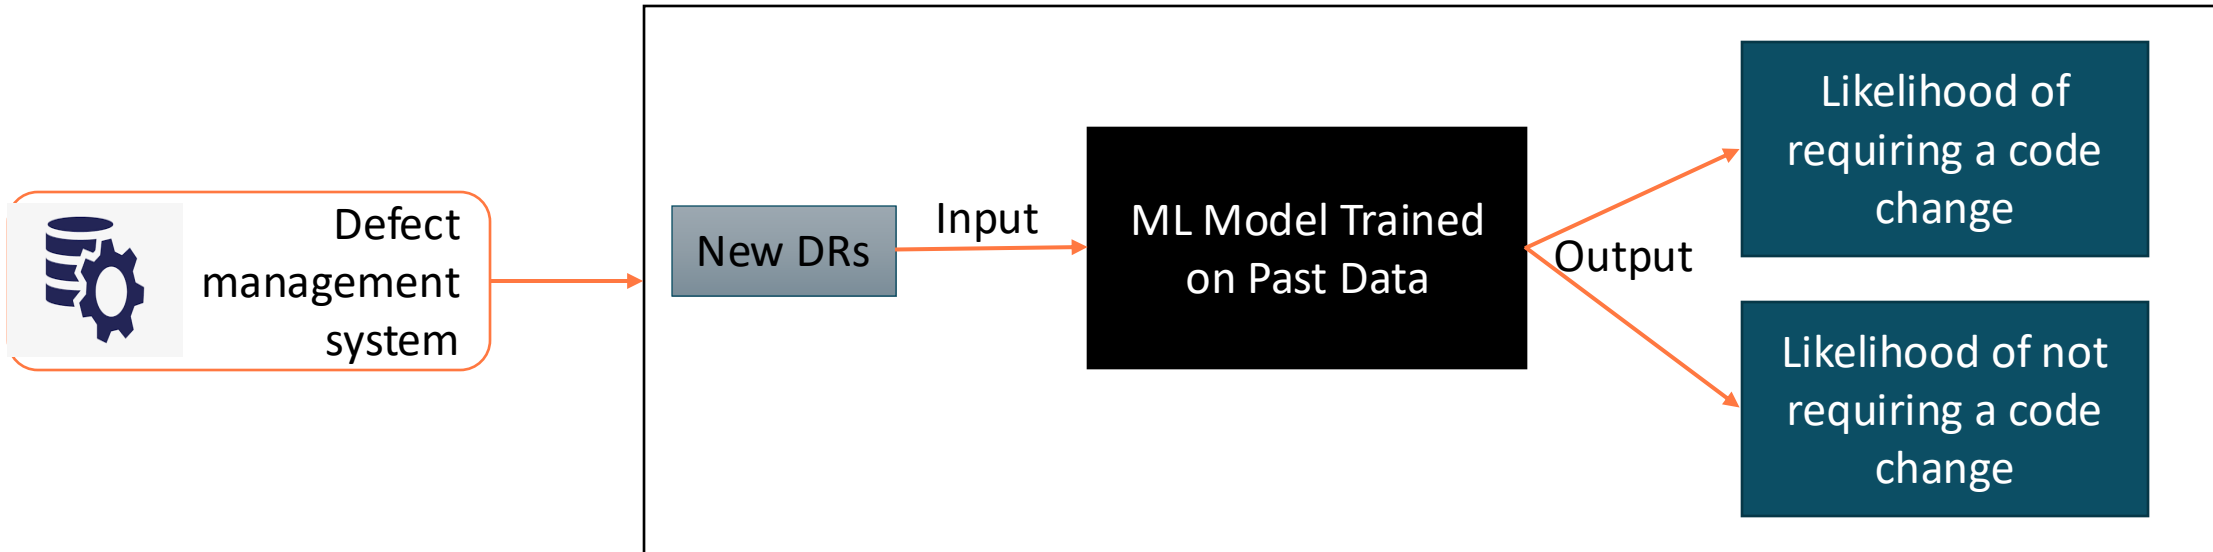 Defect
management
system
New DRs
Input
ML Model Trained
on Past Data
Output
Likelihood of
requiring a code
change
Likelihood of not
requiring a code
change